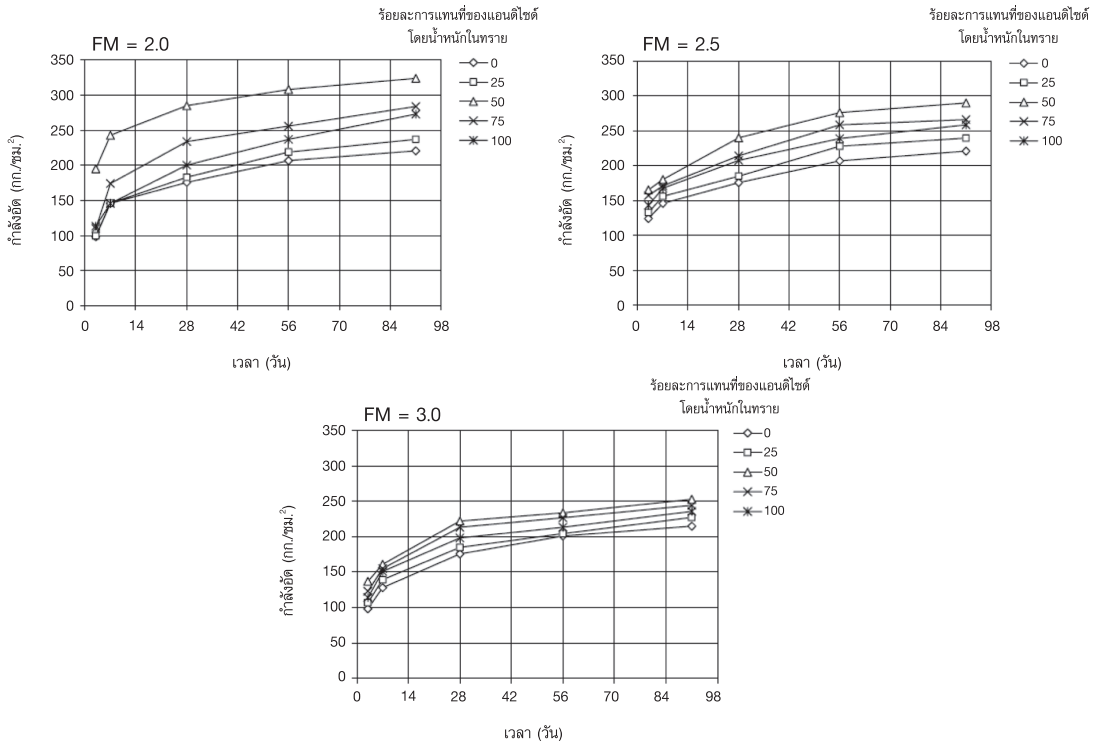 ร้อยละการแทนที่ของแอนดิไซด์
โดยน้ำหนักในทราย
FM = 2.0
350
300
250
200
150
100
50
0
0 14 28 42 56 70 84 98
กำลังอัด (กก./ซม.²)
เวลา (วัน)
0
25
50
75
100
ร้อยละการแทนที่ของแอนดิไซด์
โดยน้ำหนักในทราย
FM = 2.5
350
300
250
200
150
100
50
0
0 14 28 42 56 70 84 98
กำลังอัด (กก./ซม.²)
เวลา (วัน)
0
25
50
75
100
ร้อยละการแทนที่ของแอนดิไซด์
โดยน้ำหนักในทราย
FM = 3.0
350
300
250
200
150
100
50
0
0 14 28 42 56 70 84 98
กำลังอัด (กก./ซม.²)
เวลา (วัน)
0
25
50
75
100